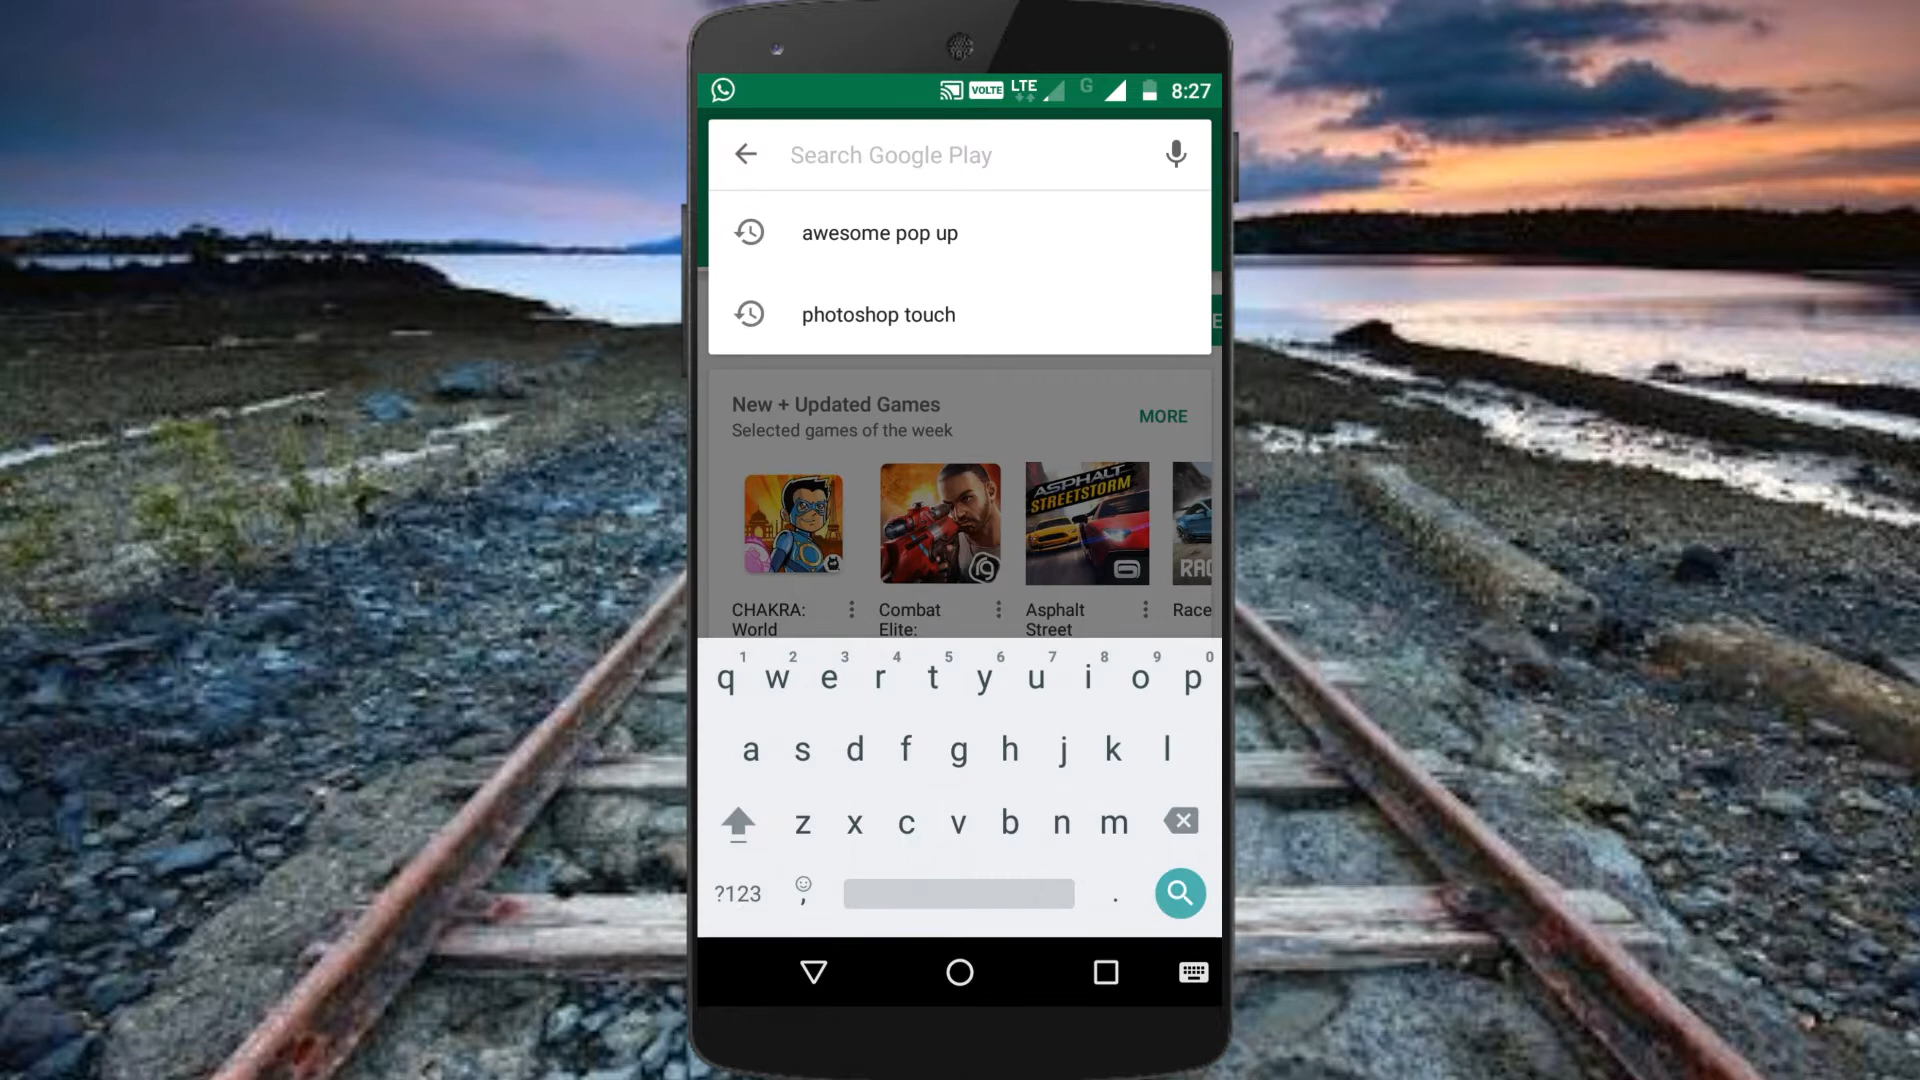 VOLTE LTE G 8:27
Search Google Play
awesome pop up
photoshop touch
E
New + Updated Games
Selected games of the week
MORE
ASPHALT
STREETSTORM
RAC
CHAKRA:
World
Combat
Elite:
Asphalt
Street
Race
1 2 3 4 5 6 7 8 9 0
q w e r t y u i o p
a s d f g h j k l
z x c v b n m
?123 , .